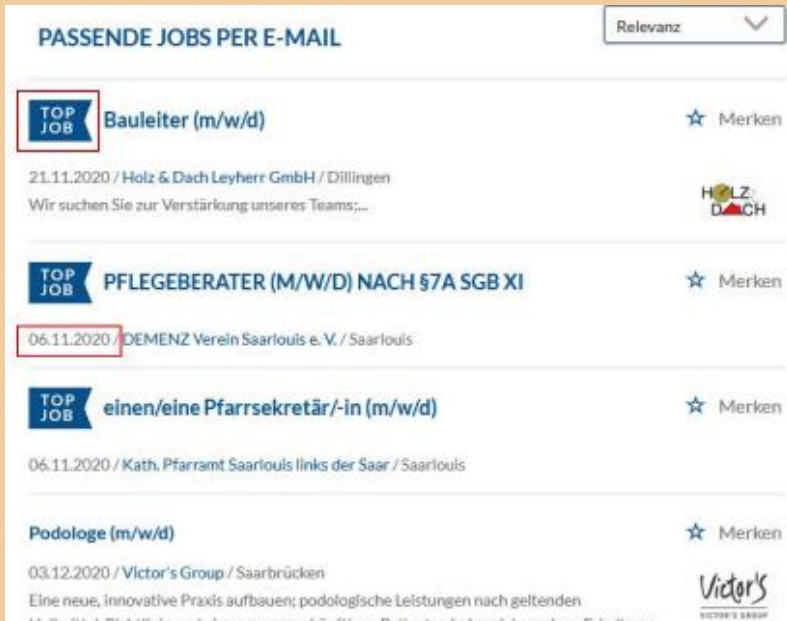 PASSENDE JOBS PER E-MAIL
Relevanz
TOP JOB
Bauleiter (m/w/d)
Merken
21.11.2020 / Holz & Dach Leyherr GmbH / Dillingen
Wir suchen Sie zur Verstärkung unseres Teams;...
HOLZ
DACH
TOP JOB
PFLEGEBERATER (M/W/D) NACH §7A SGB XI
Merken
06.11.2020 / DEMENZ Verein Saarlouis e. V. / Saarlouis
TOP JOB
einen/eine Pfarrsekretär/-in (m/w/d)
Merken
06.11.2020 / Kath. Pfarramt Saarlouis links der Saar / Saarlouis
Podologe (m/w/d)
Merken
03.12.2020 / Victor's Group / Saarbrücken
Victor's
VICTOR'S GROUP
Eine neue, innovative Praxis aufbauen; podologische Leistungen nach geltenden